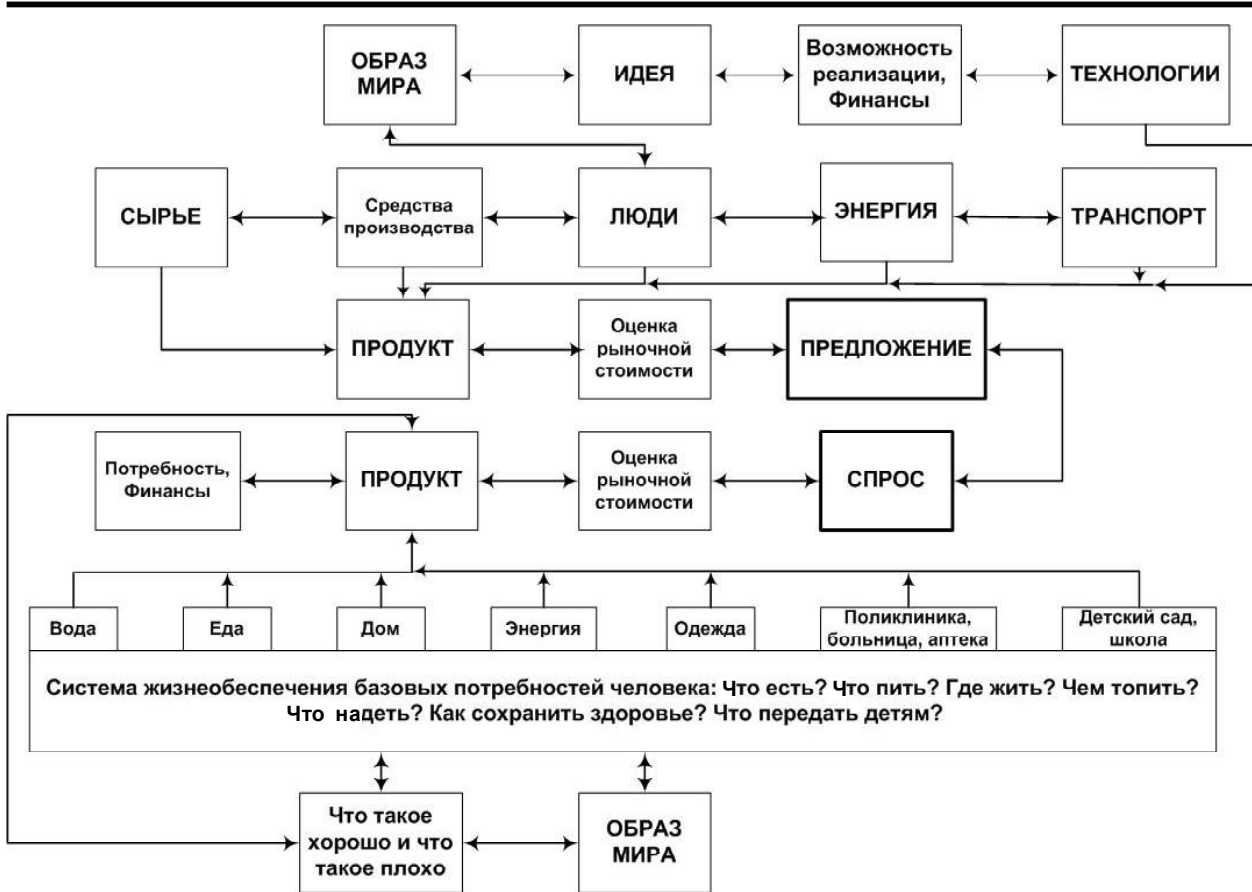 ОБРАЗ
МИРА
ИДЕЯ
Возможность
реализации,
Финансы
ТЕХНОЛОГИИ
СЫРЬЕ
Средства
производства
ЛЮДИ
ЭНЕРГИЯ
ТРАНСПОРТ
ПРОДУКТ
Оценка
рыночной
стоимости
ПРЕДЛОЖЕНИЕ
Потребность,
Финансы
ПРОДУКТ
Оценка
рыночной
стоимости
СПРОС
Вода
Еда
Дом
Энергия
Одежда
Поликлиника,
больница, аптека
Детский сад,
школа
Система жизнеобеспечения базовых потребностей человека: Что есть? Что пить? Где жить? Чем топить?
Что надеть? Как сохранить здоровье? Что передать детям?
Что такое
хорошо и что
такое плохо
ОБРАЗ
МИРА